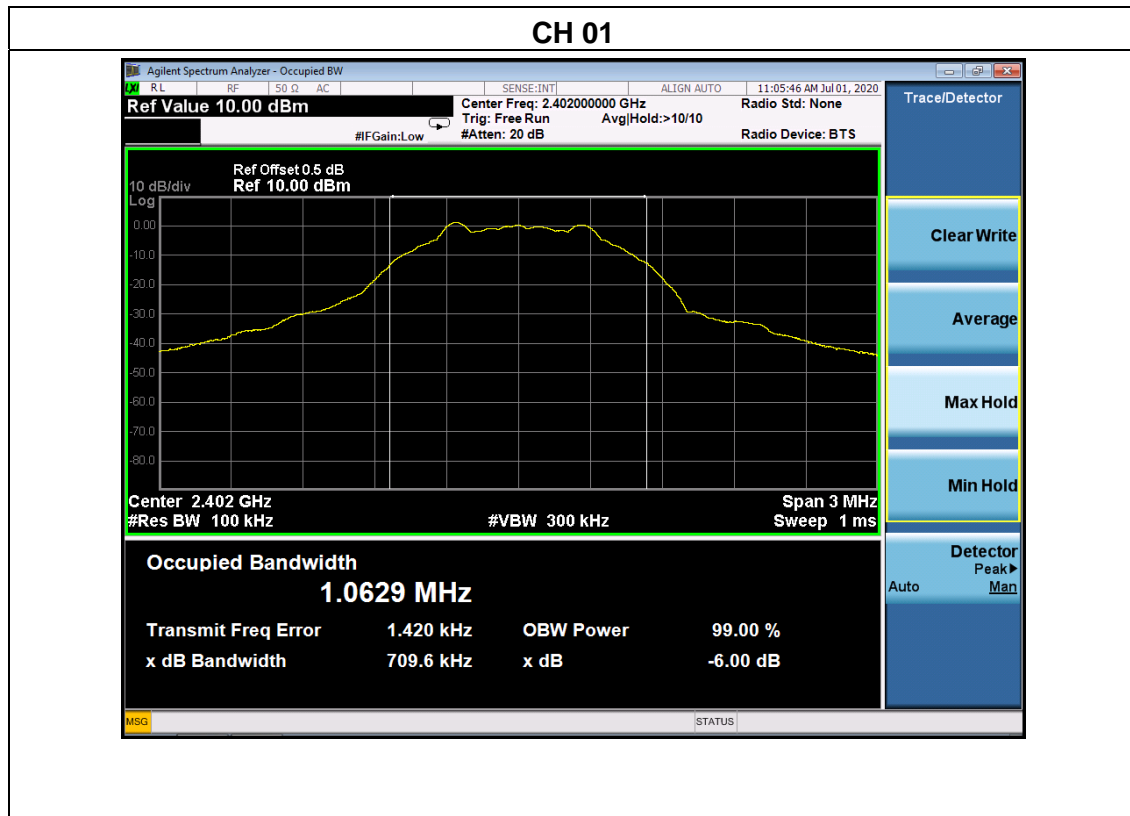 CH 01
Agilent Spectrum Analyzer - Occupied BW
LXI RL RF 50 Ω AC SENSE:INT ALIGN AUTO 11:05:46 AM Jul 01, 2020
Ref Value 10.00 dBm
Center Freq: 2.402000000 GHz
Radio Std: None
Trig: Free Run
Avg|Hold:>10/10
#IFGain:Low
#Atten: 20 dB
Radio Device: BTS
Ref Offset 0.5 dB
10 dB/div
Ref 10.00 dBm
Log
0.00
-10.0
-20.0
-30.0
-40.0
-50.0
-60.0
-70.0
-80.0
Center 2.402 GHz
Span 3 MHz
#Res BW 100 kHz
#VBW 300 kHz
Sweep 1 ms
Occupied Bandwidth
1.0629 MHz
Transmit Freq Error 1.420 kHz OBW Power 99.00 %
x dB Bandwidth 709.6 kHz x dB -6.00 dB
Trace/Detector
Clear Write
Average
Max Hold
Min Hold
Detector
Peak▶
Auto Man
MSG STATUS